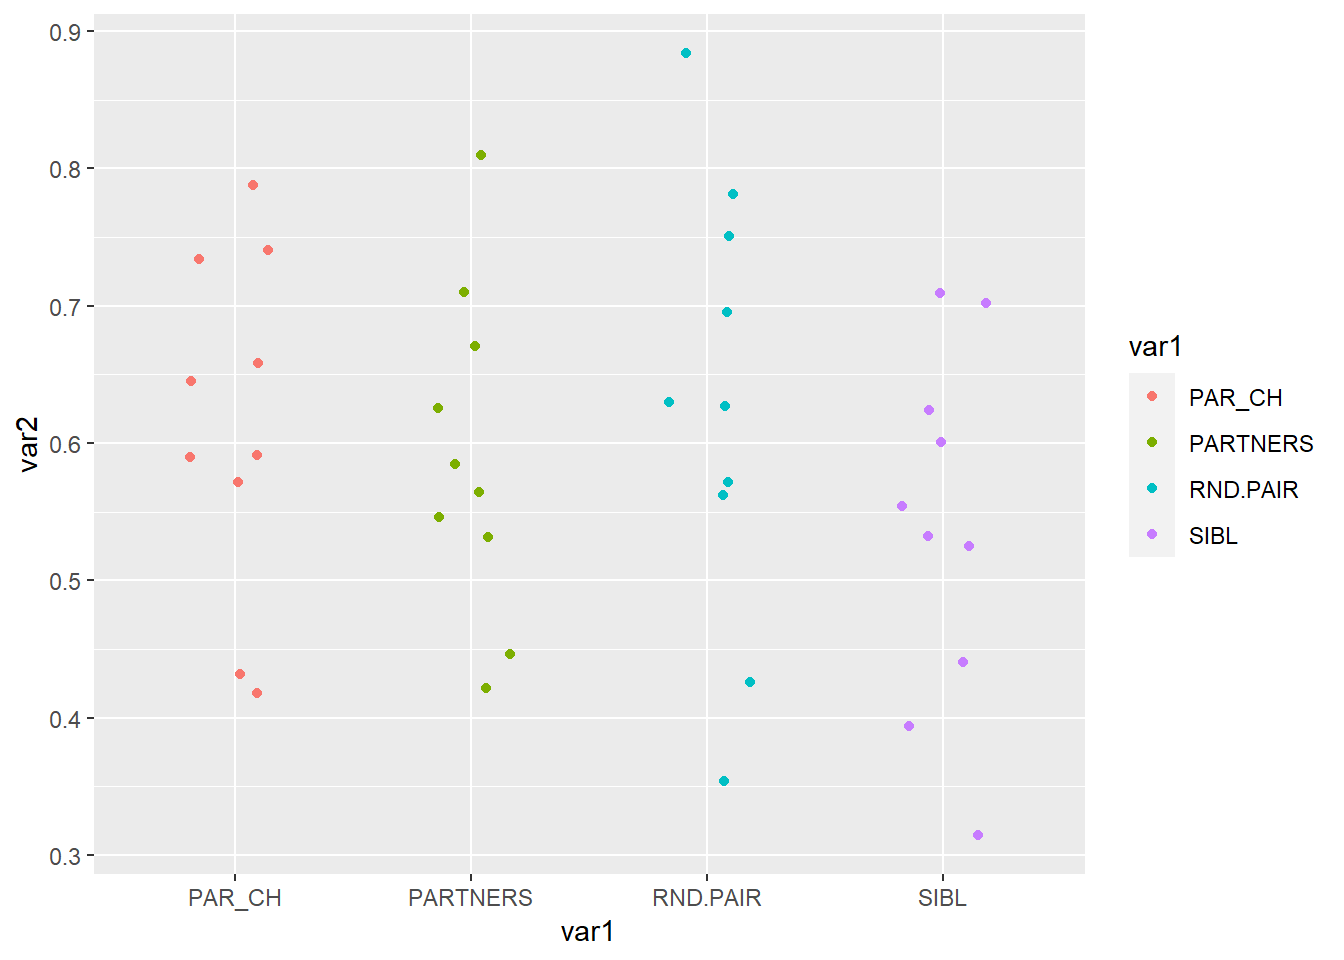 0.9
0.8
0.7
0.6
0.5
0.4
0.3
var2
PAR_CH PARTNERS RND.PAIR SIBL
var1
var1
PAR_CH
PARTNERS
RND.PAIR
SIBL